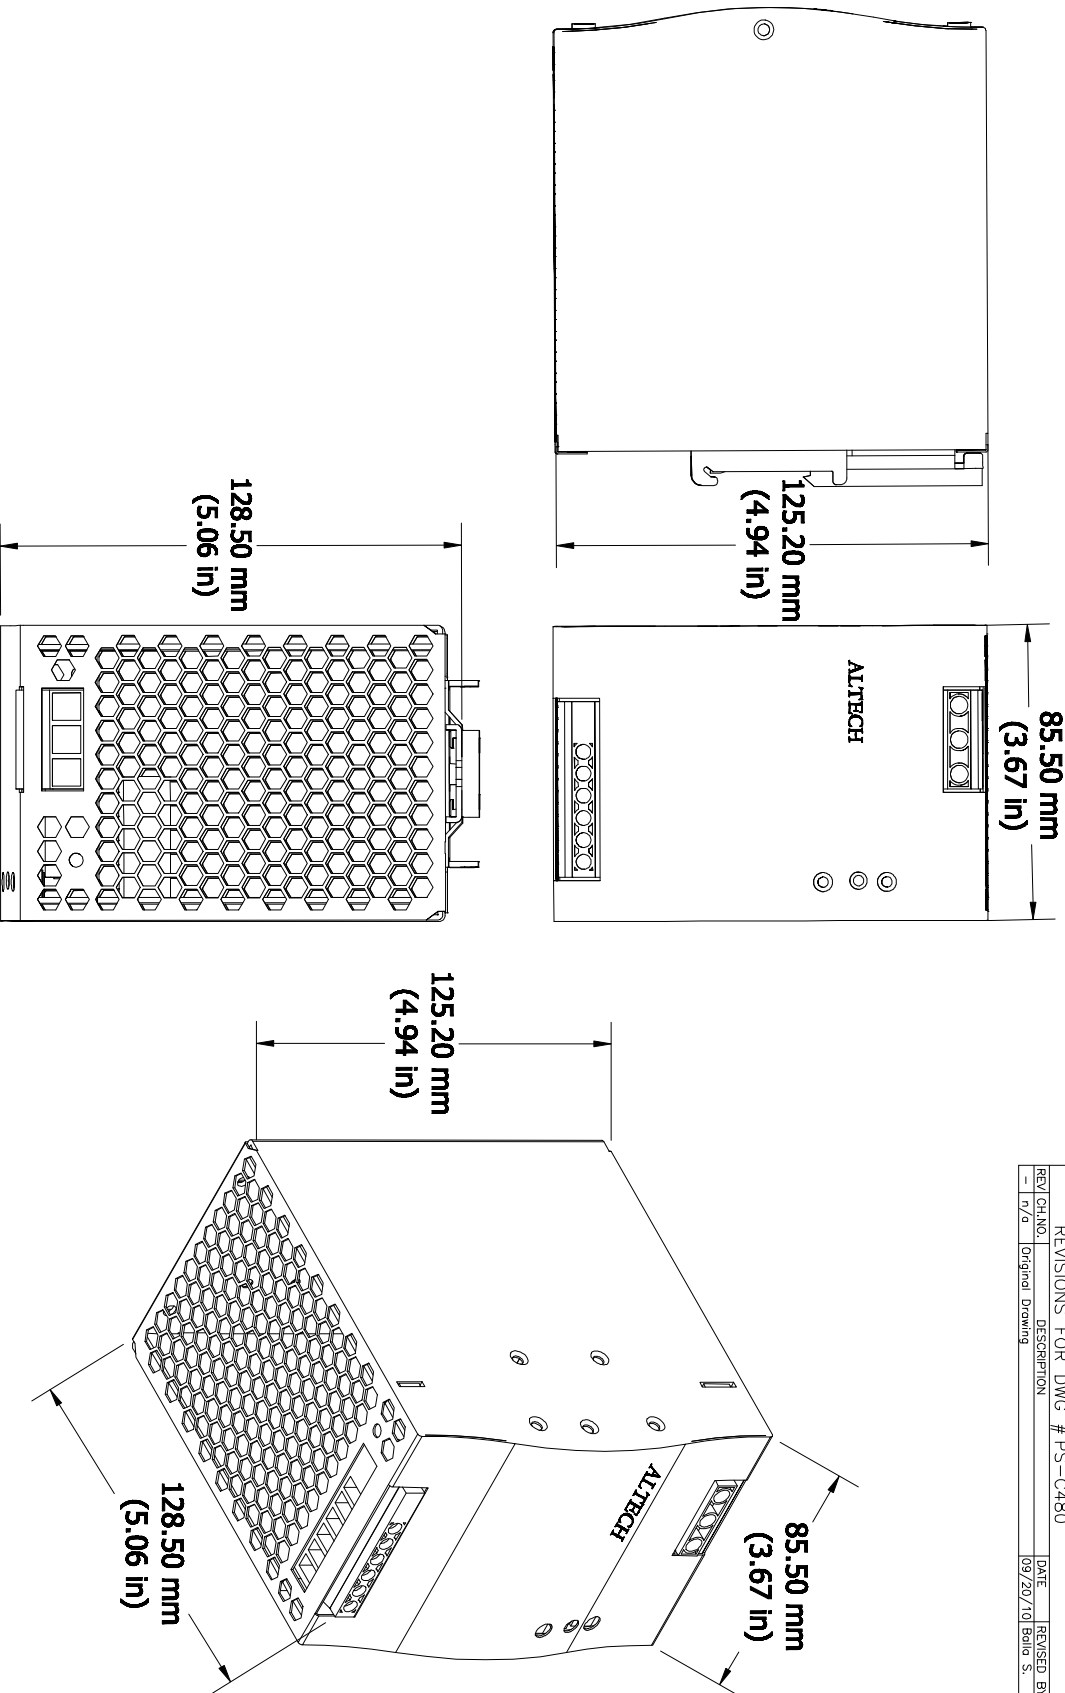 REVISIONS FOR DWG # PS-C480
REV CH.NO. DESCRIPTION DATE REVISED BY
- n/a Original Drawing 09/20/10 Balla S.
85.50 mm
(3.67 in)
125.20 mm
(4.94 in)
ALTECH
128.50 mm
(5.06 in)
125.20 mm
(4.94 in)
ALTECH
85.50 mm
(3.67 in)
128.50 mm
(5.06 in)